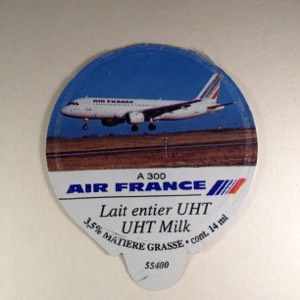 AIR FRANCE
A 300
AIR FRANCE
Lait entier UHT
UHT Milk
3,5% MATIÈRE GRASSE • cont. 14 ml
55400